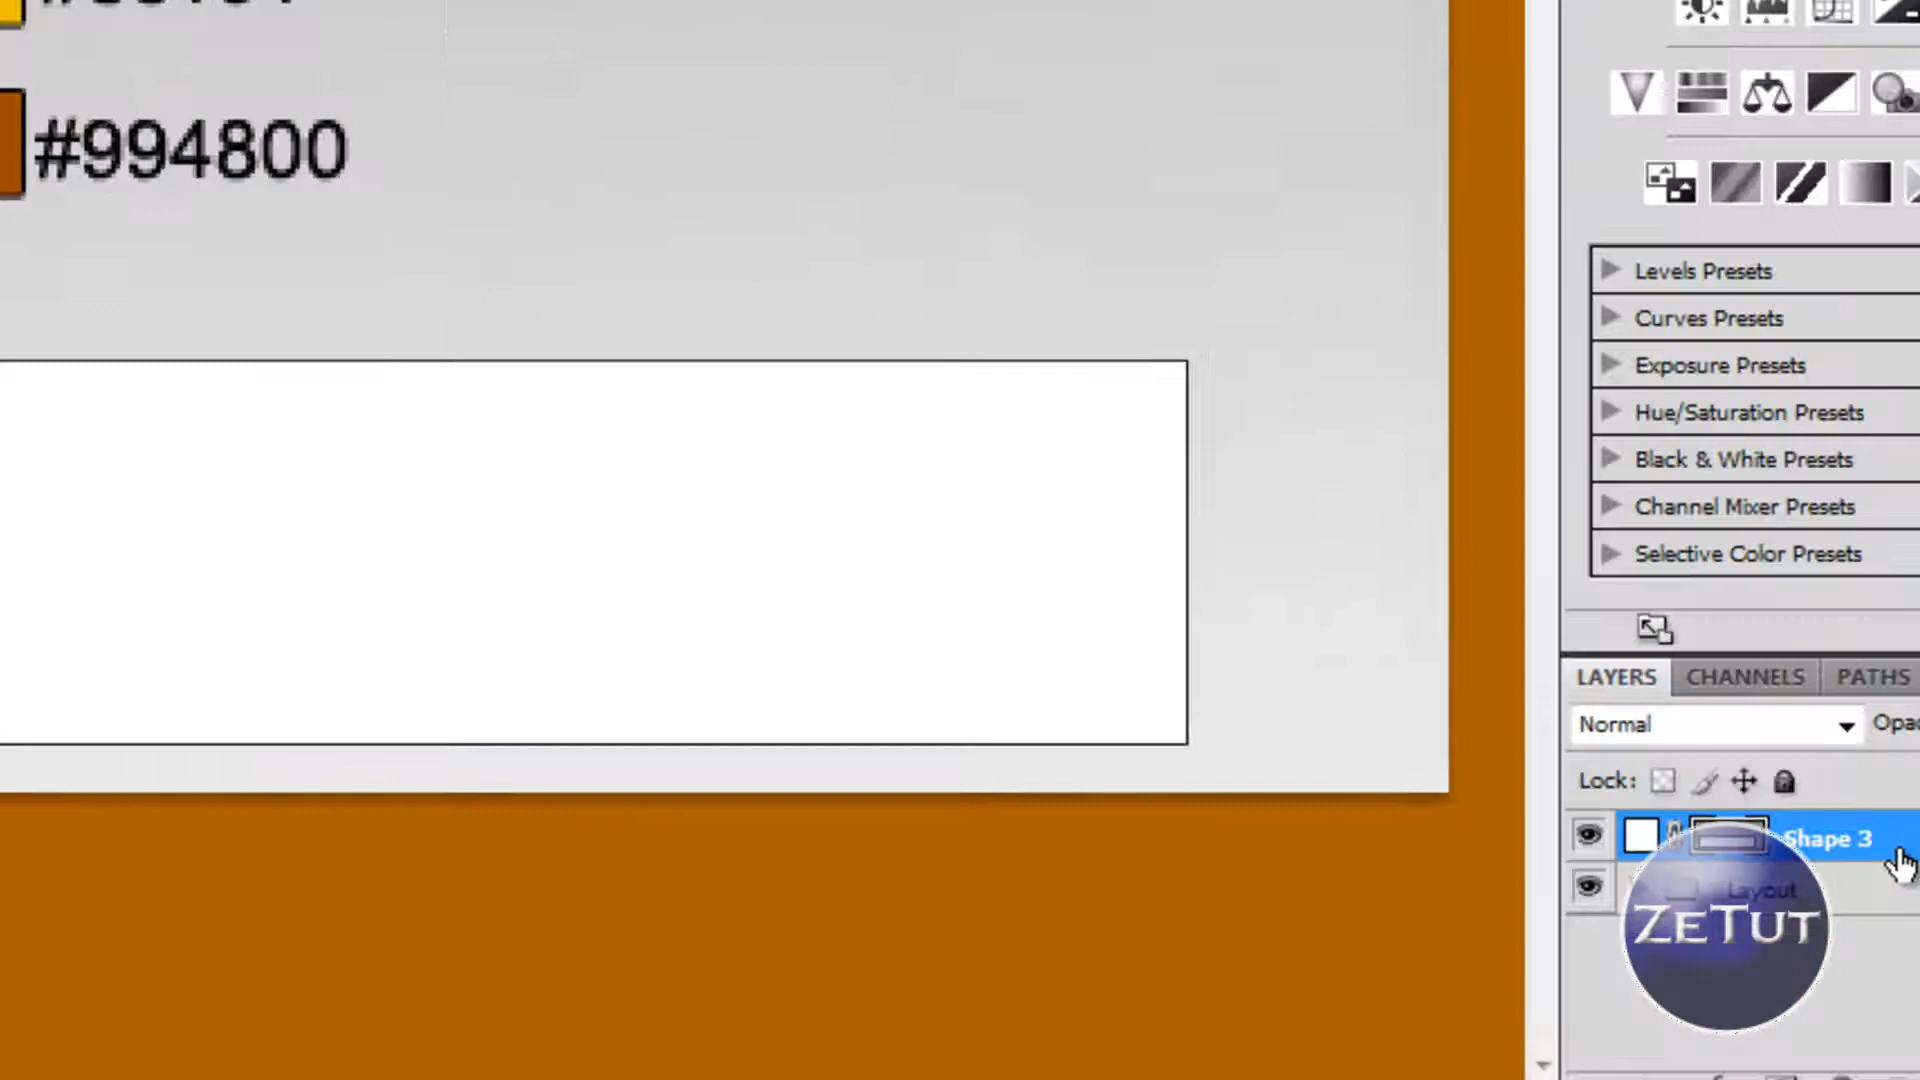 #994800
Levels Presets
Curves Presets
Exposure Presets
Hue/Saturation Presets
Black & White Presets
Channel Mixer Presets
Selective Color Presets
LAYERS CHANNELS PATHS
Normal
Lock:
Shape 3
Layout
ZETUT